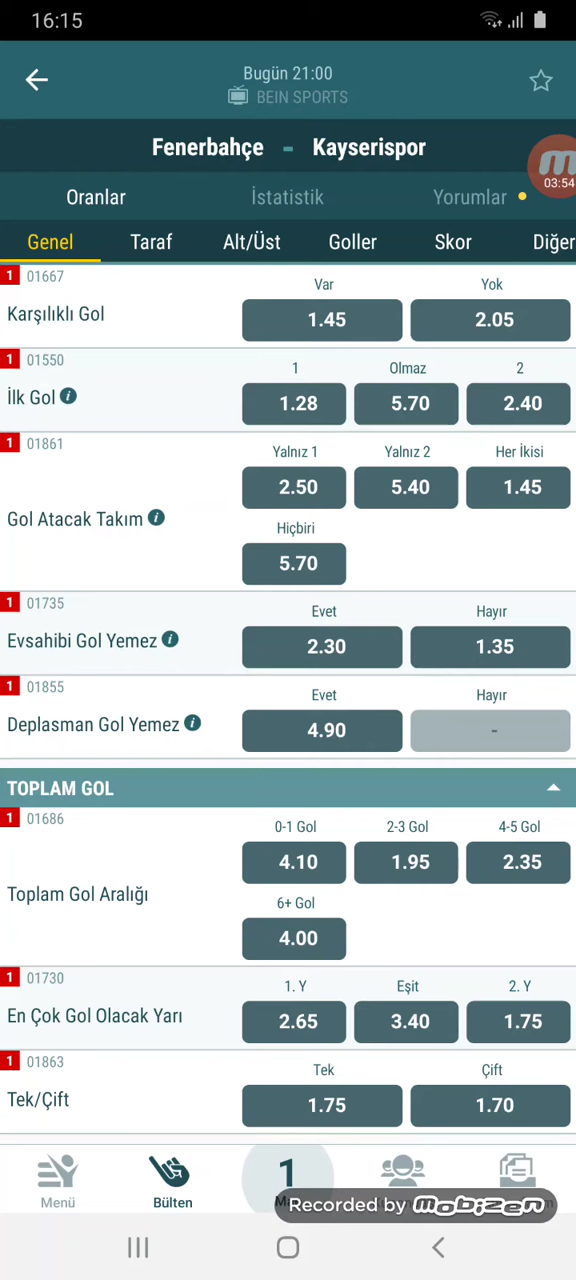 16:15
Bugün 21:00
BEIN SPORTS
Fenerbahçe - Kayserispor
03:54
Oranlar İstatistik Yorumlar
Genel Taraf Alt/Üst Goller Skor Diğer
1 01667
Var Yok
Karşılıklı Gol 1.45 2.05
1 01550
1 Olmaz 2
İlk Gol i 1.28 5.70 2.40
1 01861
Yalnız 1 Yalnız 2 Her İkisi
2.50 5.40 1.45
Gol Atacak Takım i
Hiçbiri
5.70
1 01735
Evet Hayır
Evsahibi Gol Yemez i 2.30 1.35
1 01855
Evet Hayır
Deplasman Gol Yemez i 4.90 -
TOPLAM GOL
1 01686
0-1 Gol 2-3 Gol 4-5 Gol
4.10 1.95 2.35
Toplam Gol Aralığı
6+ Gol
4.00
1 01730
1. Y Eşit 2. Y
En Çok Gol Olacak Yarı 2.65 3.40 1.75
1 01863
Tek Çift
Tek/Çift 1.75 1.70
1
Menü Bülten
Recorded by mobizen